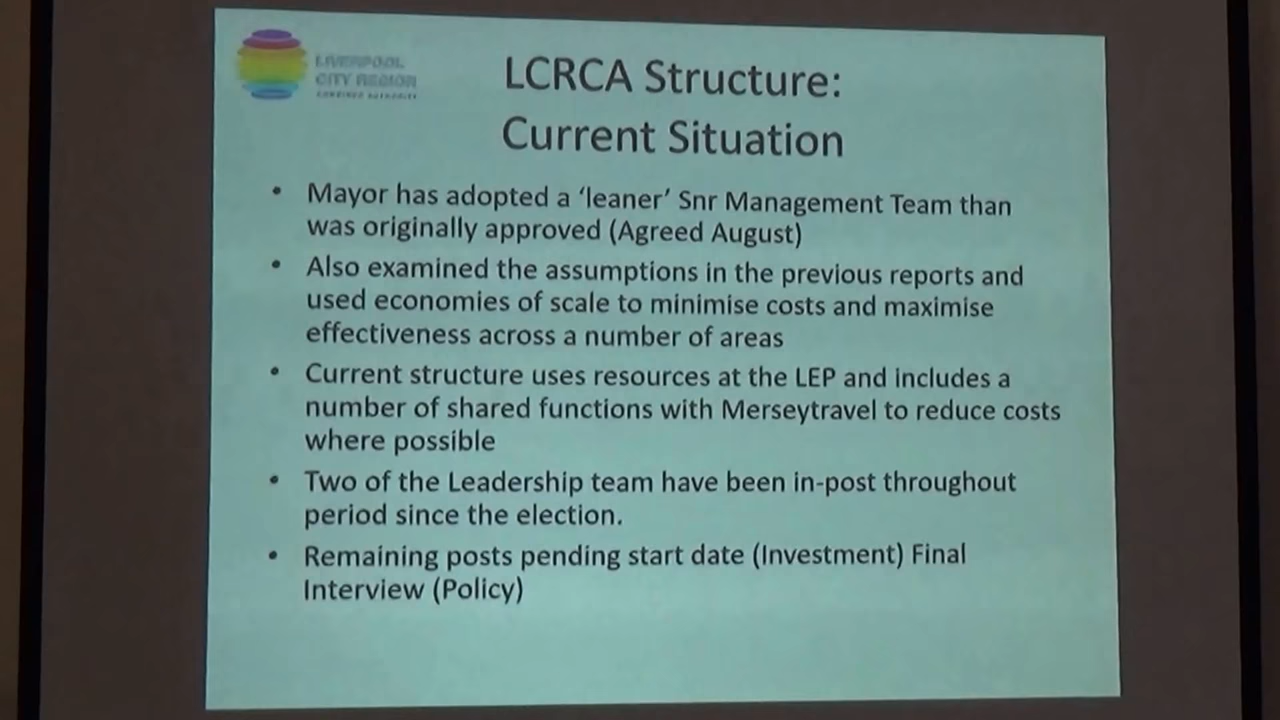 LIVERPOOL
CITY REGION
COMBINED AUTHORITY
LCRCA Structure:
Current Situation
• Mayor has adopted a ‘leaner’ Snr Management Team than
was originally approved (Agreed August)
• Also examined the assumptions in the previous reports and
used economies of scale to minimise costs and maximise
effectiveness across a number of areas
• Current structure uses resources at the LEP and includes a
number of shared functions with Merseytravel to reduce costs
where possible
• Two of the Leadership team have been in-post throughout
period since the election.
• Remaining posts pending start date (Investment) Final
Interview (Policy)